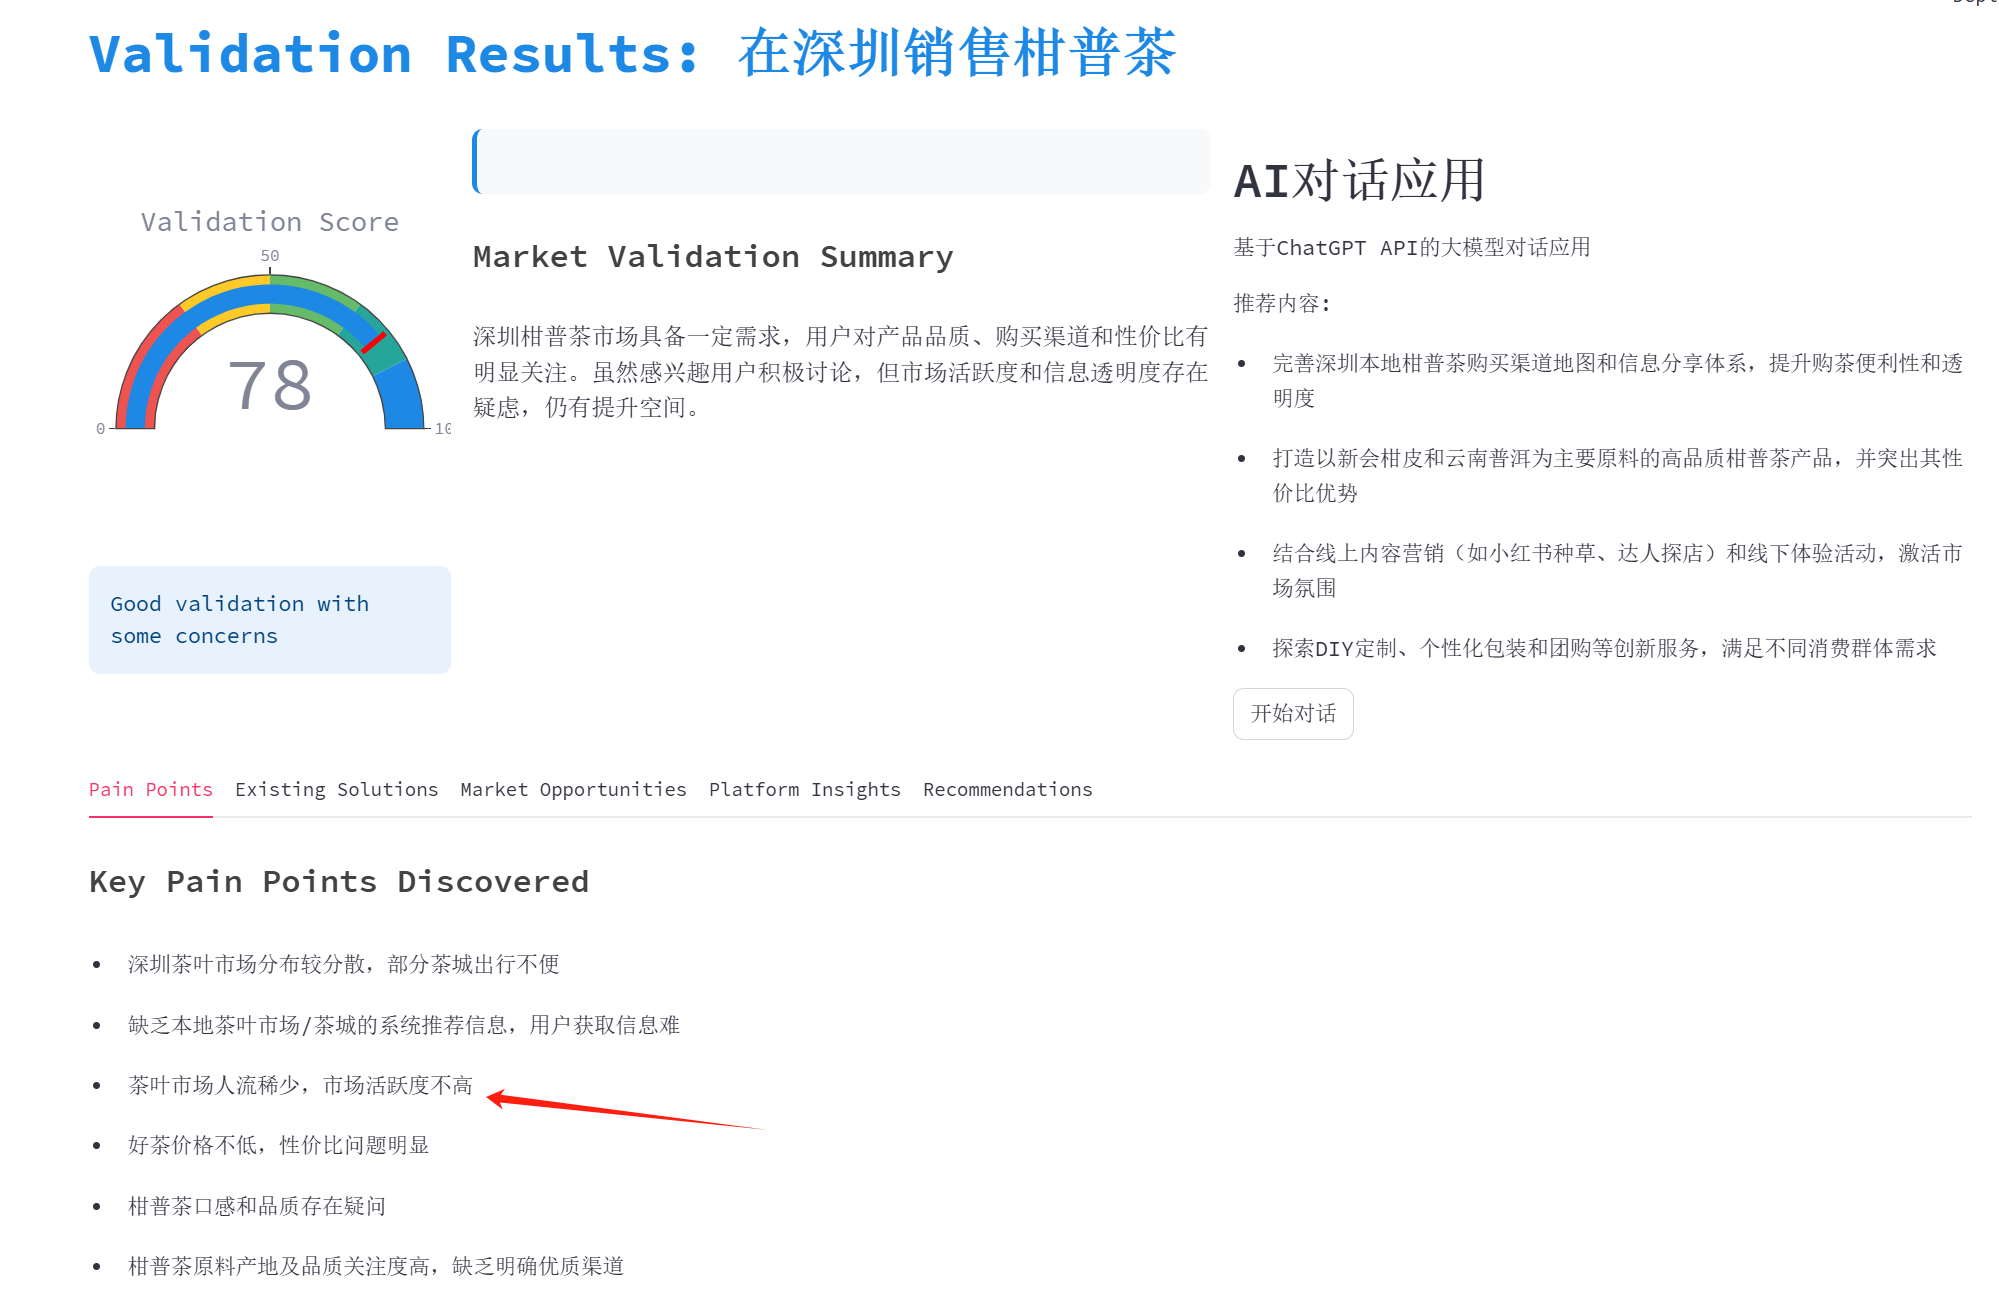 Validation Results: 在深圳销售柑普茶
Validation Score
50
0
78
Good validation with
some concerns
Market Validation Summary
深圳柑普茶市场具备一定需求，用户对产品品质、购买渠道和性价比有
明显关注。虽然感兴趣用户积极讨论，但市场活跃度和信息透明度存在
疑虑，仍有提升空间。
AI对话应用
基于ChatGPT API的大模型对话应用
推荐内容:
完善深圳本地柑普茶购买渠道地图和信息分享体系，提升购茶便利性和透
明度
打造以新会柑皮和云南普洱为主要原料的高品质柑普茶产品，并突出其性
价比优势
结合线上内容营销（如小红书种草、达人探店）和线下体验活动，激活市
场氛围
探索DIY定制、个性化包装和团购等创新服务，满足不同消费群体需求
开始对话
Pain Points Existing Solutions Market Opportunities Platform Insights Recommendations
Key Pain Points Discovered
深圳茶叶市场分布较分散，部分茶城出行不便
缺乏本地茶叶市场/茶城的系统推荐信息，用户获取信息难
茶叶市场人流稀少，市场活跃度不高
好茶价格不低，性价比问题明显
柑普茶口感和品质存在疑问
柑普茶原料产地及品质关注度高，缺乏明确优质渠道